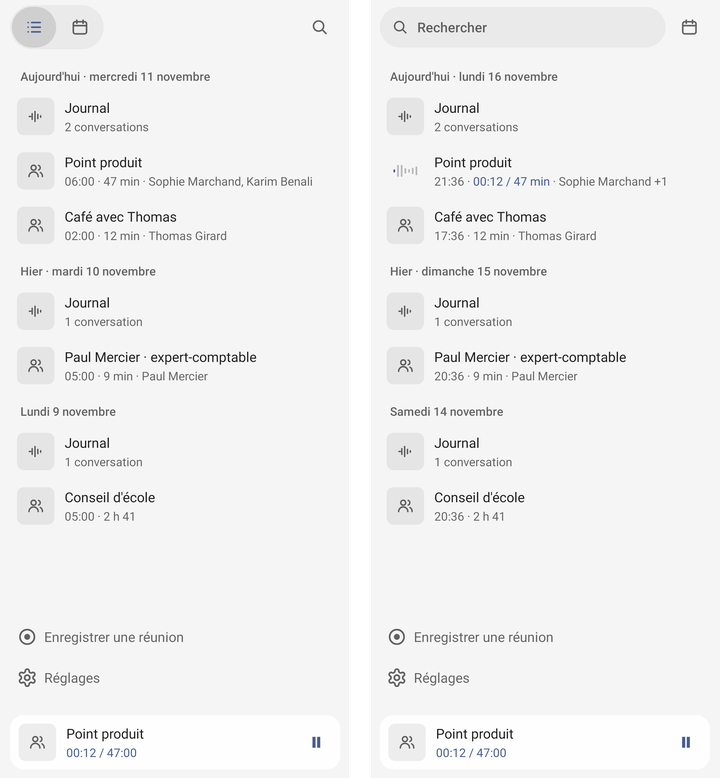 Aujourd'hui · mercredi 11 novembre
Journal
2 conversations
Point produit
06:00 · 47 min · Sophie Marchand, Karim Benali
Café avec Thomas
02:00 · 12 min · Thomas Girard
Hier · mardi 10 novembre
Journal
1 conversation
Paul Mercier · expert-comptable
05:00 · 9 min · Paul Mercier
Lundi 9 novembre
Journal
1 conversation
Conseil d'école
05:00 · 2 h 41
Enregistrer une réunion
Réglages
Point produit
00:12 / 47:00
Rechercher
Aujourd'hui · lundi 16 novembre
Journal
2 conversations
Point produit
21:36 · 00:12 / 47 min · Sophie Marchand +1
Café avec Thomas
17:36 · 12 min · Thomas Girard
Hier · dimanche 15 novembre
Journal
1 conversation
Paul Mercier · expert-comptable
20:36 · 9 min · Paul Mercier
Samedi 14 novembre
Journal
1 conversation
Conseil d'école
20:36 · 2 h 41
Enregistrer une réunion
Réglages
Point produit
00:12 / 47:00